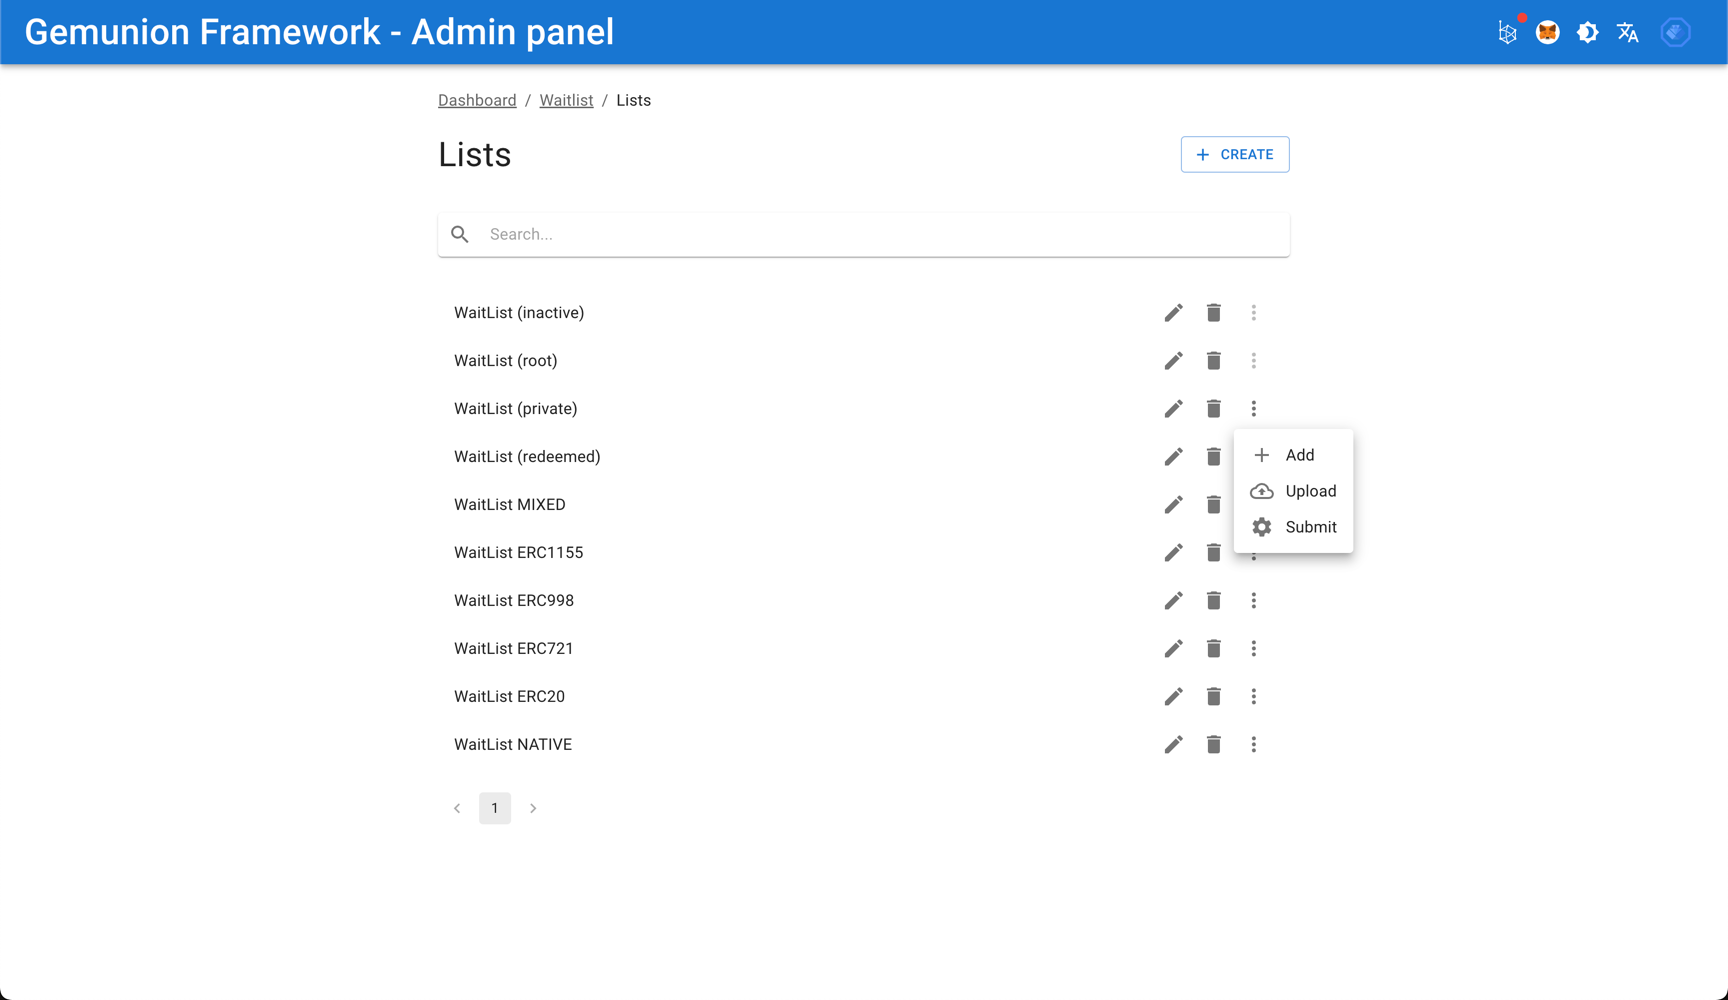 Gemunion Framework - Admin panel
Dashboard / Waitlist / Lists
Lists
CREATE
Search...
WaitList (inactive)
WaitList (root)
WaitList (private)
WaitList (redeemed)
Add
Upload
Submit
WaitList MIXED
WaitList ERC1155
WaitList ERC998
WaitList ERC721
WaitList ERC20
WaitList NATIVE
1